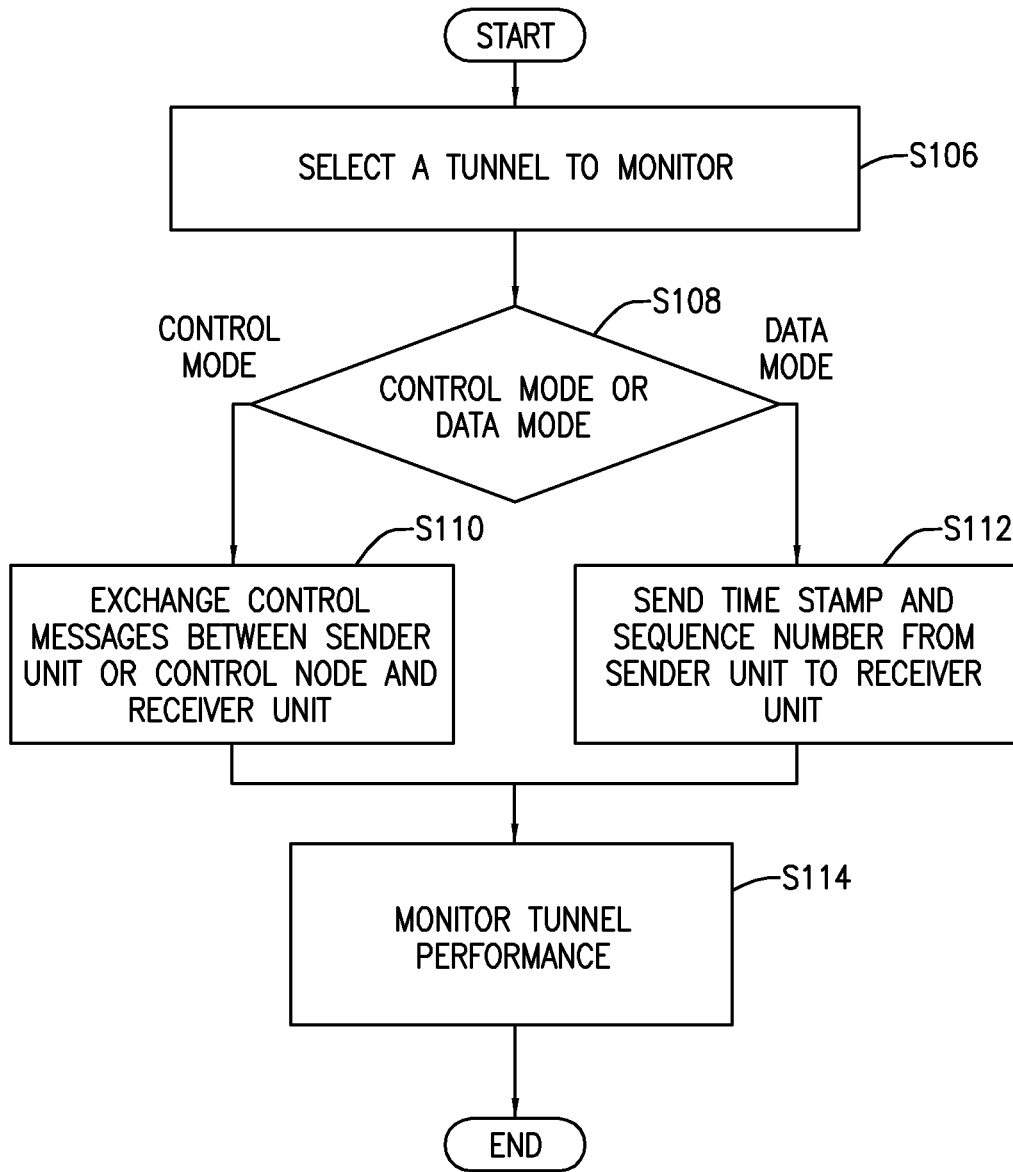 START
SELECT A TUNNEL TO MONITOR
S106
S108
CONTROL
MODE
DATA
MODE
CONTROL MODE OR
DATA MODE
S110
S112
EXCHANGE CONTROL
MESSAGES BETWEEN SENDER
UNIT OR CONTROL NODE AND
RECEIVER UNIT
SEND TIME STAMP AND
SEQUENCE NUMBER FROM
SENDER UNIT TO RECEIVER
UNIT
S114
MONITOR TUNNEL
PERFORMANCE
END